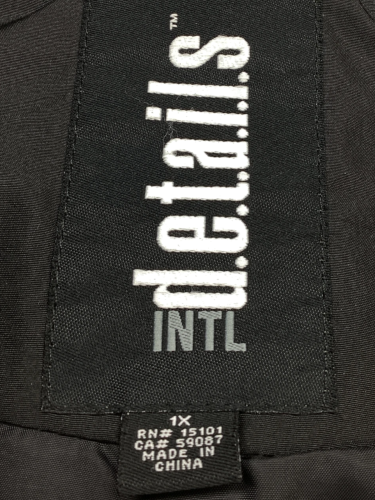 d.e.t.a.i.l.s™
INTL
1X
RN# 15101
CA# 59087
MADE IN
CHINA